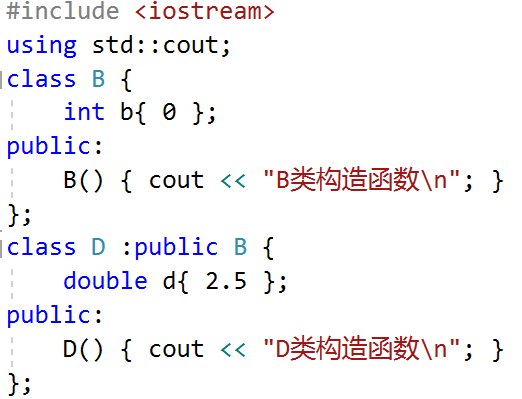 #include <iostream>
using std::cout;
class B {
    int b{ 0 };
public:
    B() { cout << "B类构造函数\n"; }
};
class D :public B {
    double d{ 2.5 };
public:
    D() { cout << "D类构造函数\n"; }
};